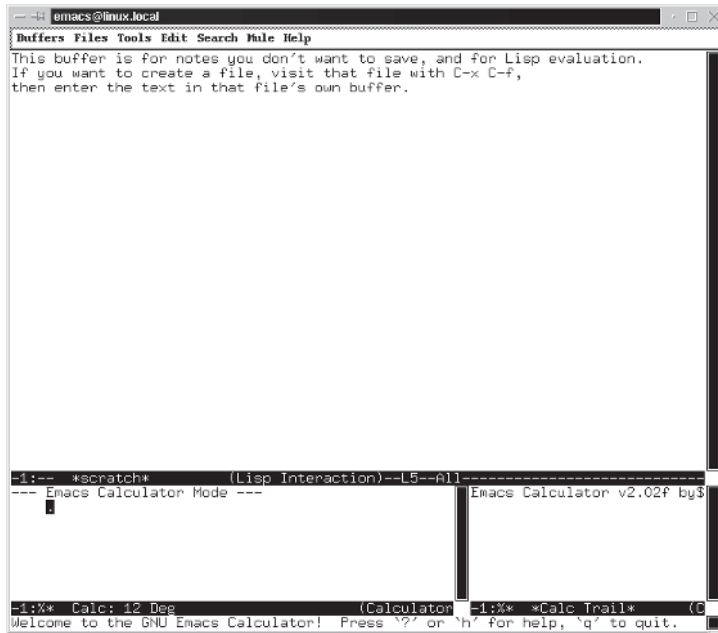 emacs@linux.local
Buffers Files Tools Edit Search Mule Help
This buffer is for notes you don't want to save, and for Lisp evaluation.
If you want to create a file, visit that file with C-x C-f,
then enter the text in that file's own buffer.
-1:-- *scratch* (Lisp Interaction)--L5--All--------------------------
--- Emacs Calculator Mode ---
.
Emacs Calculator v2.02f by$
-1:%* Calc: 12 Deg (Calculator
-1:%* *Calc Trail* (C
Welcome to the GNU Emacs Calculator! Press `?' or `h' for help, `q' to quit.